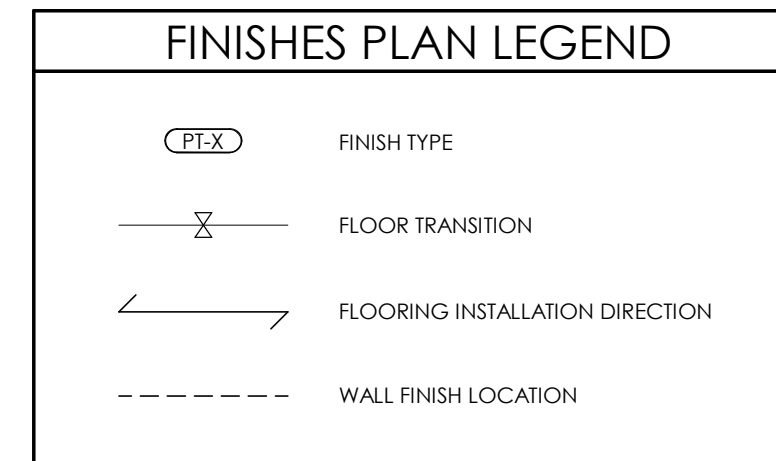 FINISHES PLAN LEGEND
PT-X FINISH TYPE
FLOOR TRANSITION
FLOORING INSTALLATION DIRECTION
WALL FINISH LOCATION